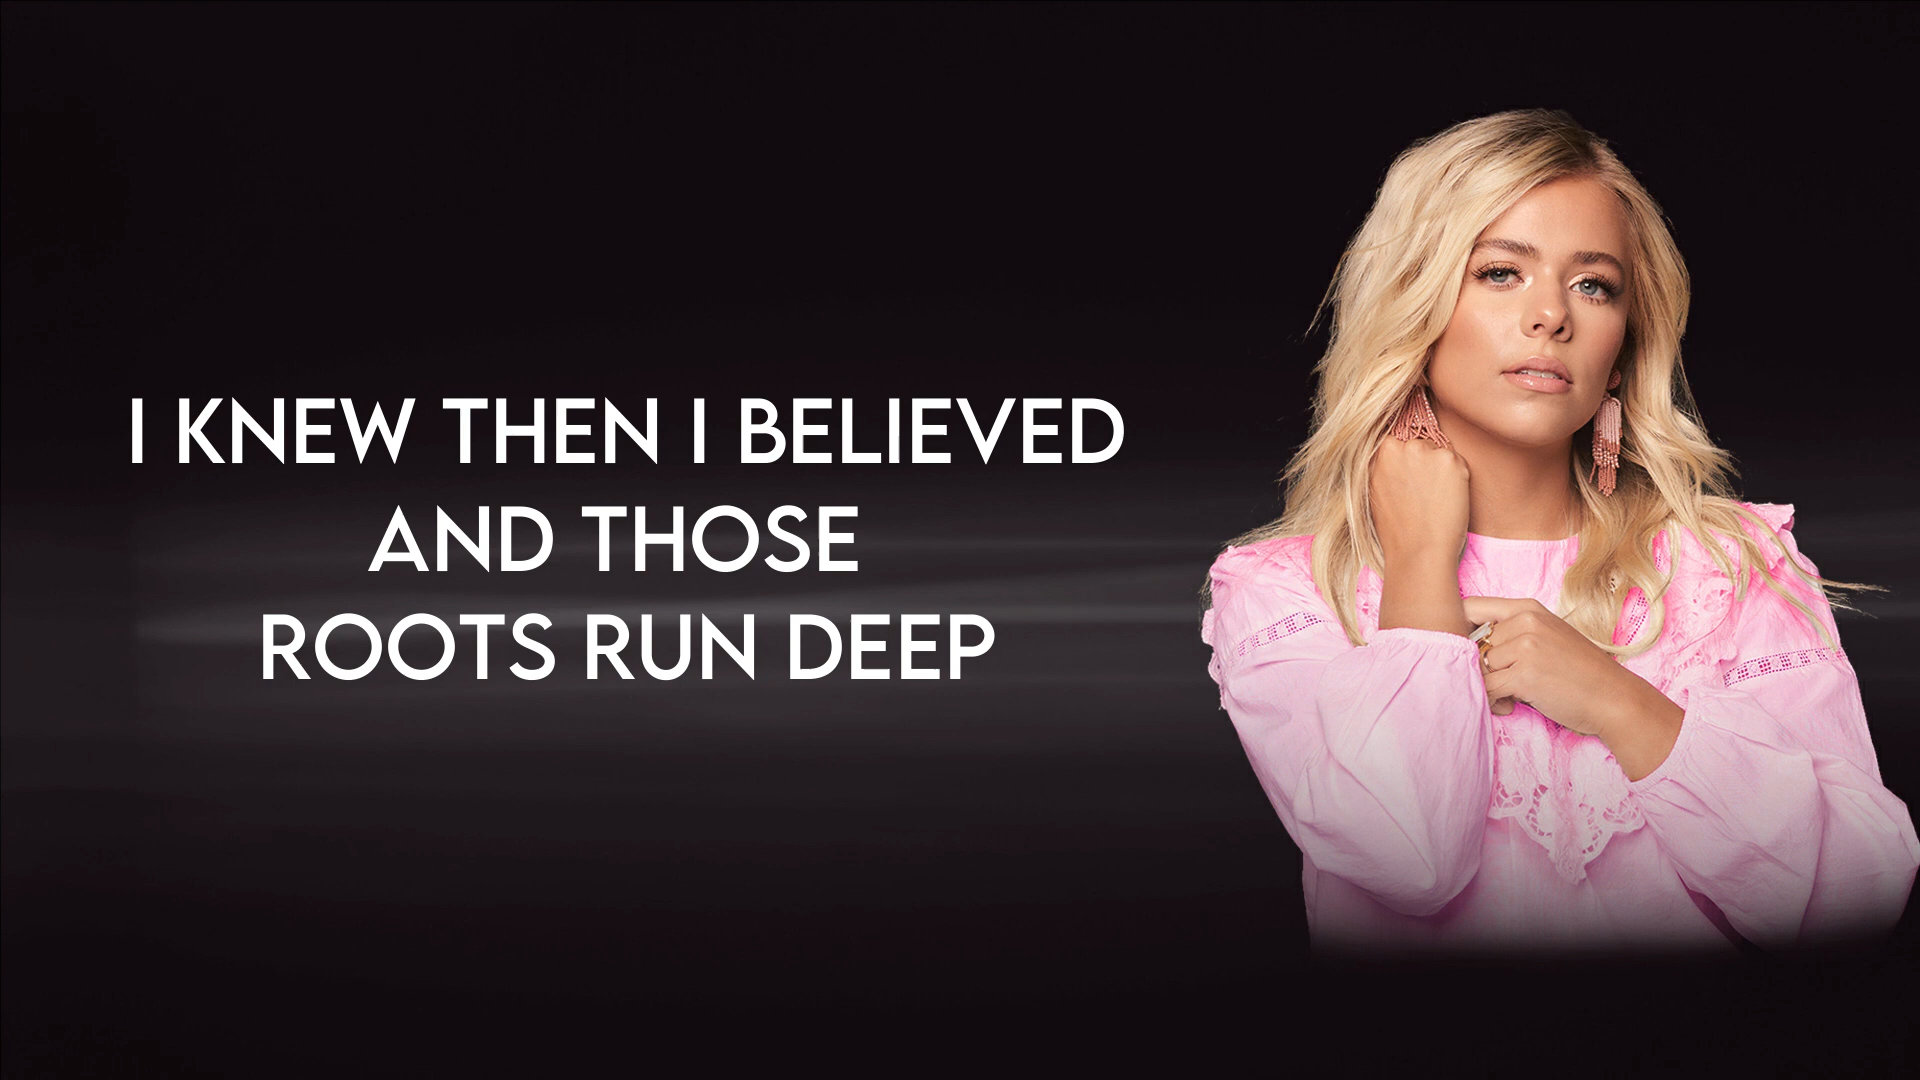 I KNEW THEN I BELIEVED
AND THOSE
ROOTS RUN DEEP